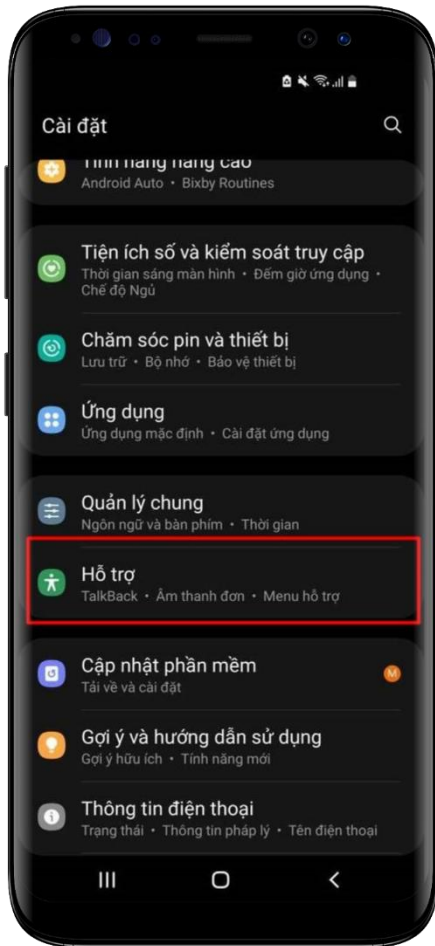 Cài đặt
Tính năng nâng cao
Android Auto • Bixby Routines
Tiện ích số và kiểm soát truy cập
Thời gian sáng màn hình • Đếm giờ ứng dụng •
Chế độ Ngủ
Chăm sóc pin và thiết bị
Lưu trữ • Bộ nhớ • Bảo vệ thiết bị
Ứng dụng
Ứng dụng mặc định • Cài đặt ứng dụng
Quản lý chung
Ngôn ngữ và bàn phím • Thời gian
Hỗ trợ
TalkBack • Âm thanh đơn • Menu hỗ trợ
Cập nhật phần mềm
Tải về và cài đặt
M
Gợi ý và hướng dẫn sử dụng
Gợi ý hữu ích • Tính năng mới
Thông tin điện thoại
Trạng thái • Thông tin pháp lý • Tên điện thoại